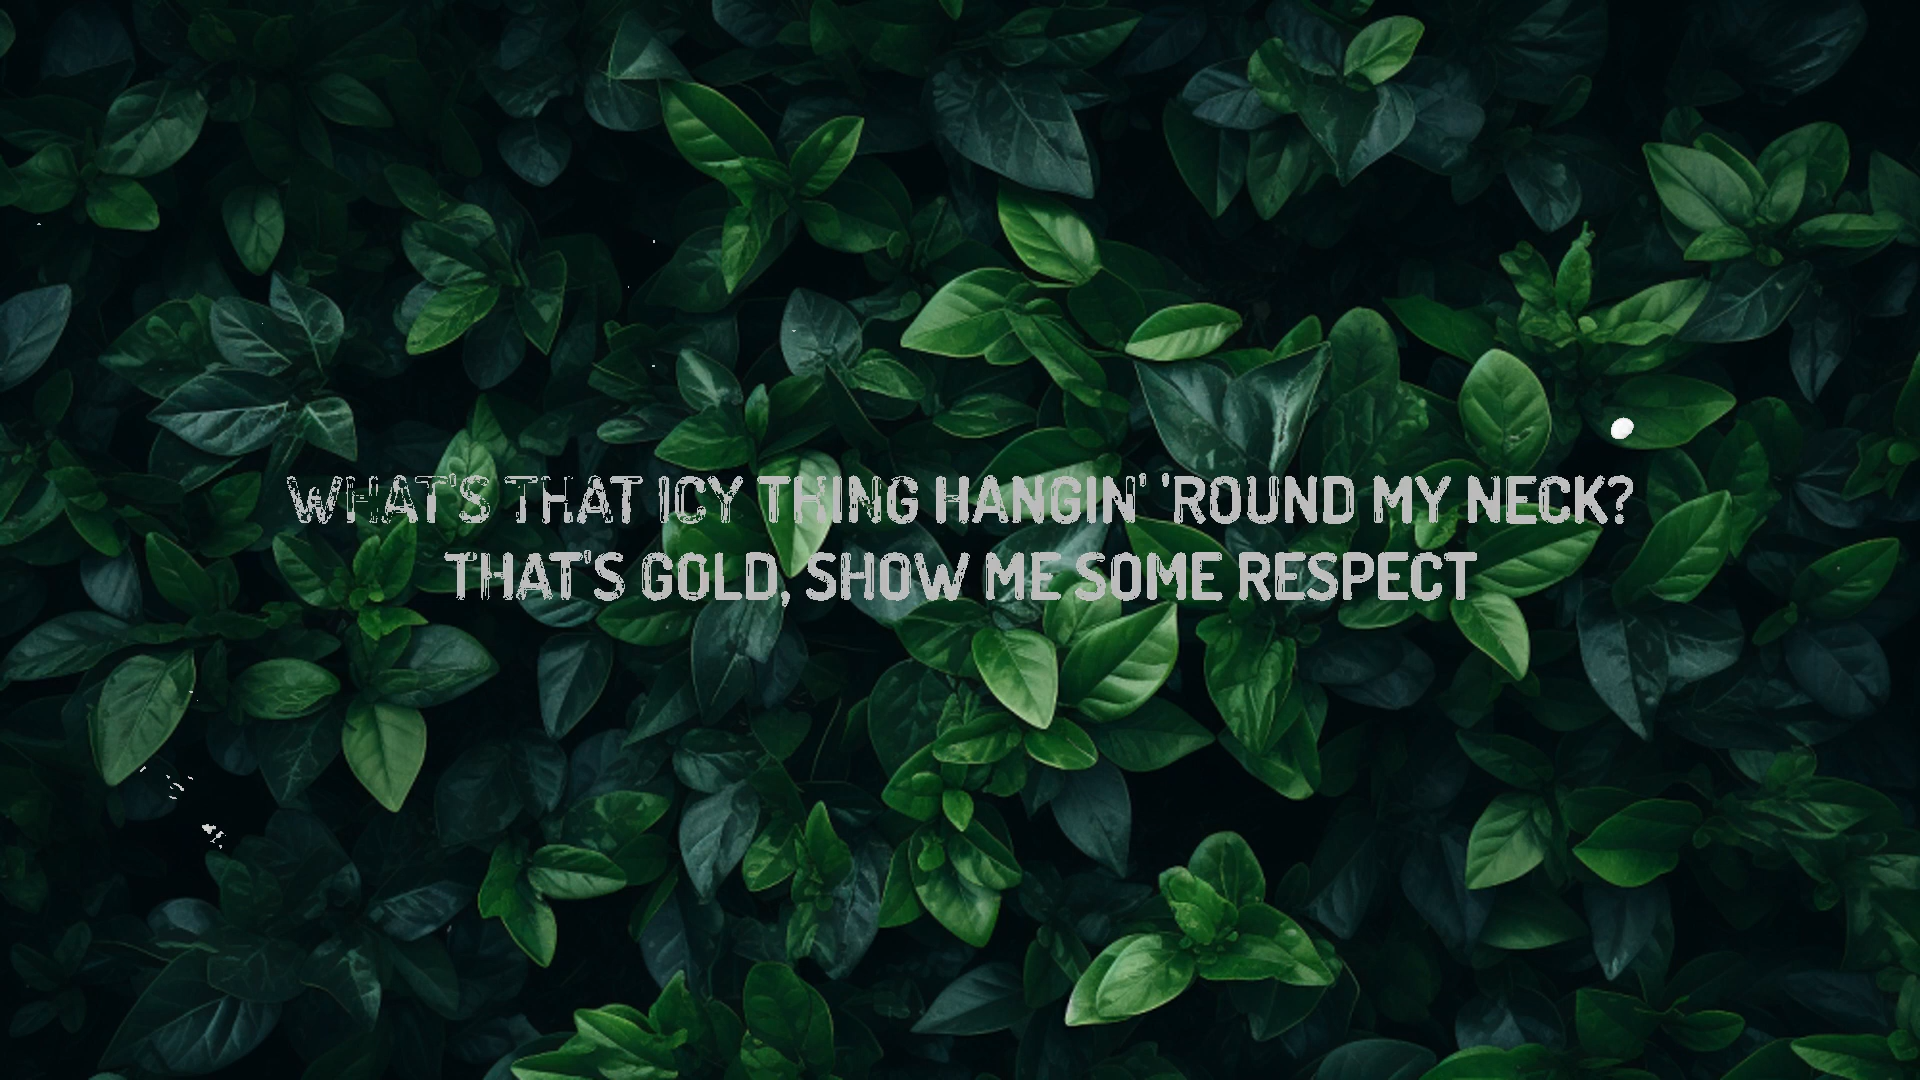 WHAT'S THAT ICY THING HANGIN' 'ROUND MY NECK?
THAT'S GOLD, SHOW ME SOME RESPECT